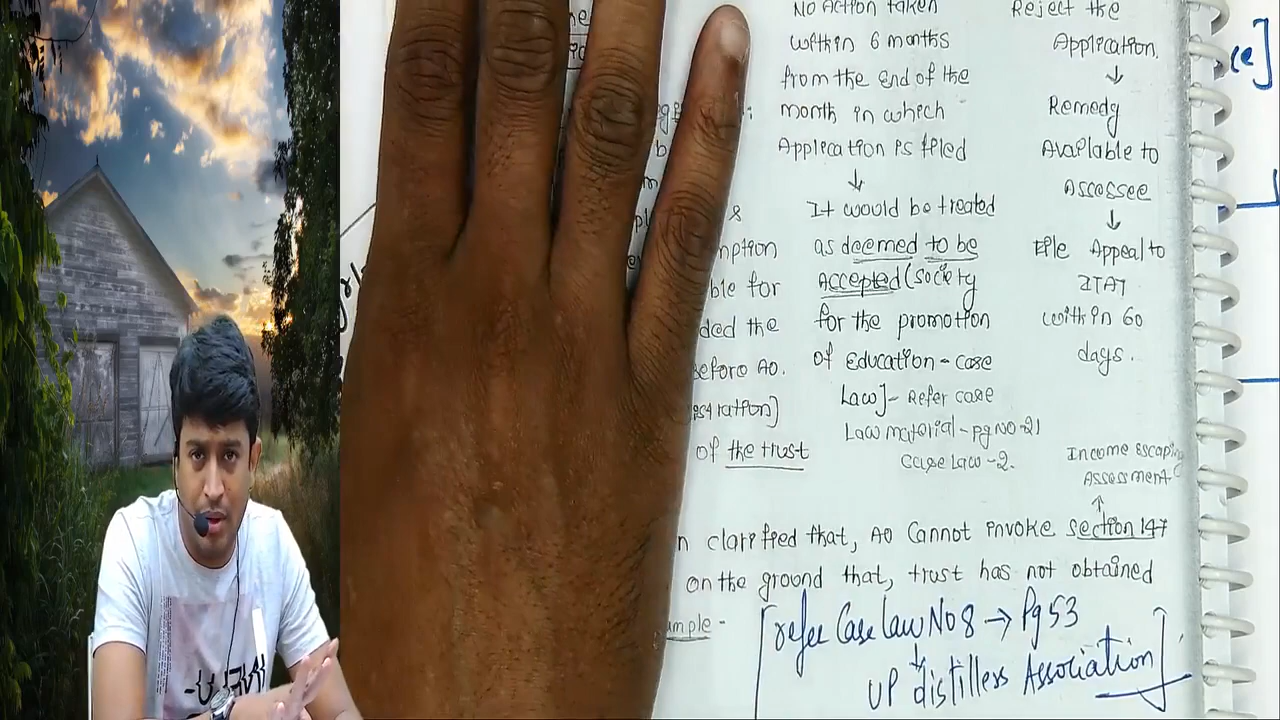 No Action taken
within 6 months
from the end of the
month in which
Application is filed
It would be treated
as deemed to be
Accepted (society
for the promotion
of Education - case
Law] - Refer case
Law material - pg No - 21
case law - 2.
Reject the
Application.
Remedy
Available to
Assessee
File Appeal to
ITAT
within 60
days.
mption
ble for
ded the
before AO.
of the trust
Income escaping
Assessment
n clarified that, AO cannot invoke section 147
on the ground that, trust has not obtained
ample -
[refer Case Law No 8 → Pg 53
UP distillers Association]